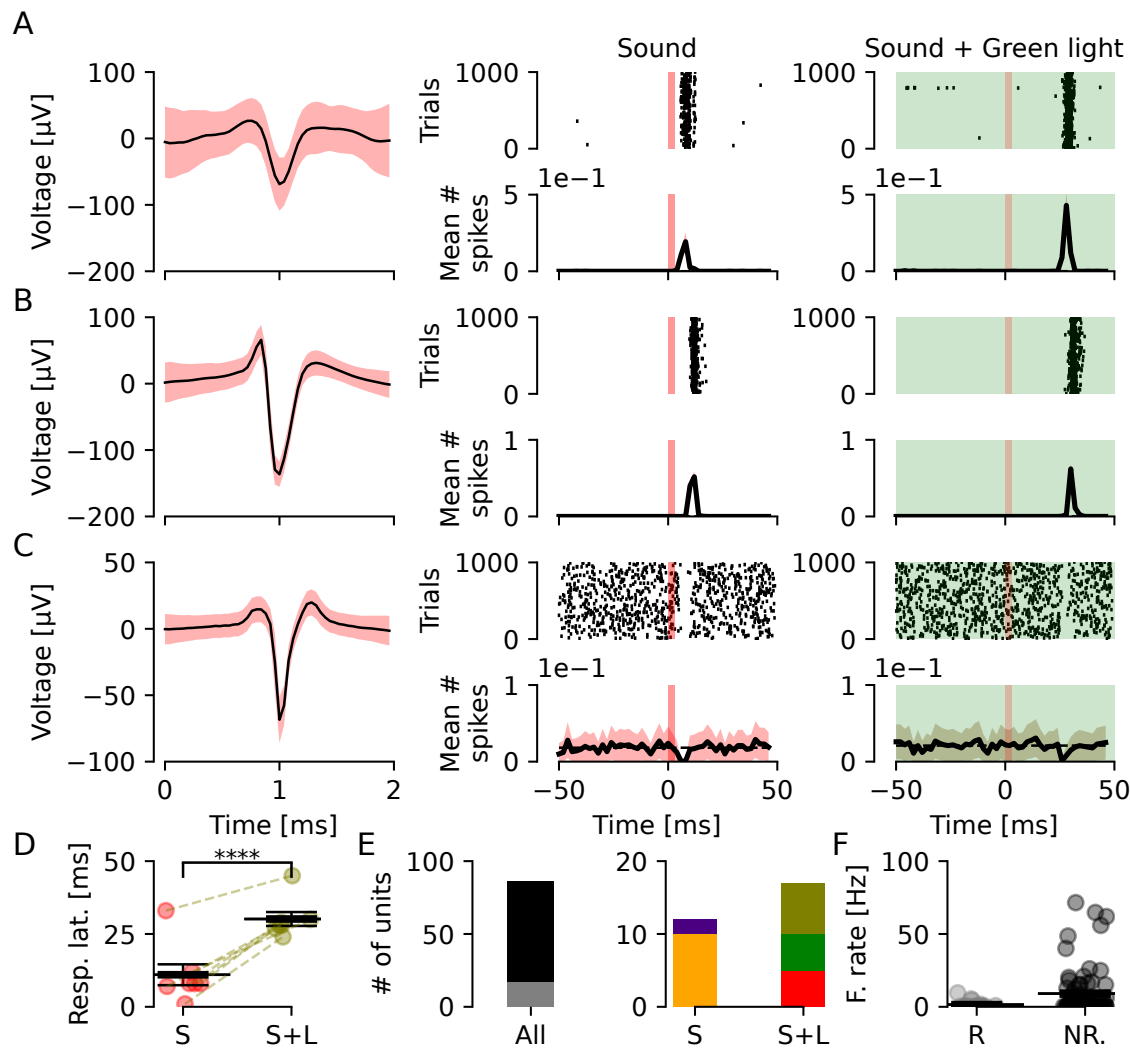 A
Sound
Sound + Green light
100
0
−100
−200
Voltage [µV]
1000
0
Trials
1000
0
1e−1
5
0
Mean #
spikes
1e−1
5
0
B
100
0
−100
−200
Voltage [µV]
1000
0
Trials
1000
0
1
0
Mean #
spikes
1
0
C
50
0
−50
−100
Voltage [µV]
0
1
2
Time [ms]
1000
0
Trials
1000
0
1e−1
1
0
Mean #
spikes
−50
0
50
Time [ms]
1e−1
1
0
−50
0
50
Time [ms]
D
50
25
0
Resp. lat. [ms]
****
S
S+L
E
100
50
0
# of units
All
20
10
0
S
S+L
F
100
50
0
F. rate [Hz]
R
NR.